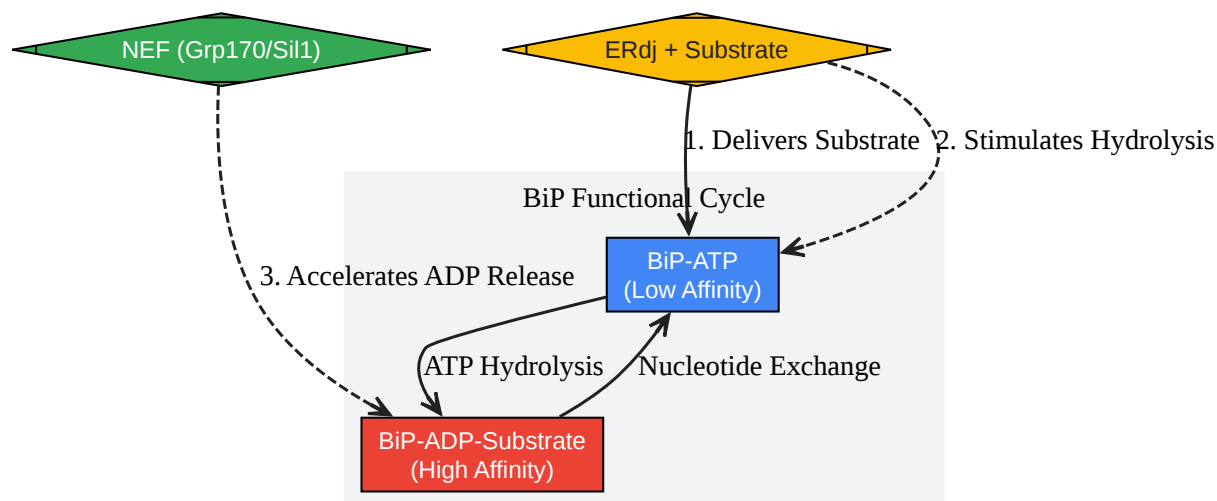 NEF (Grp170/Sil1)
ERdj + Substrate
1. Delivers Substrate
2. Stimulates Hydrolysis
BiP Functional Cycle
BiP-ATP
(Low Affinity)
3. Accelerates ADP Release
ATP Hydrolysis
Nucleotide Exchange
BiP-ADP-Substrate
(High Affinity)